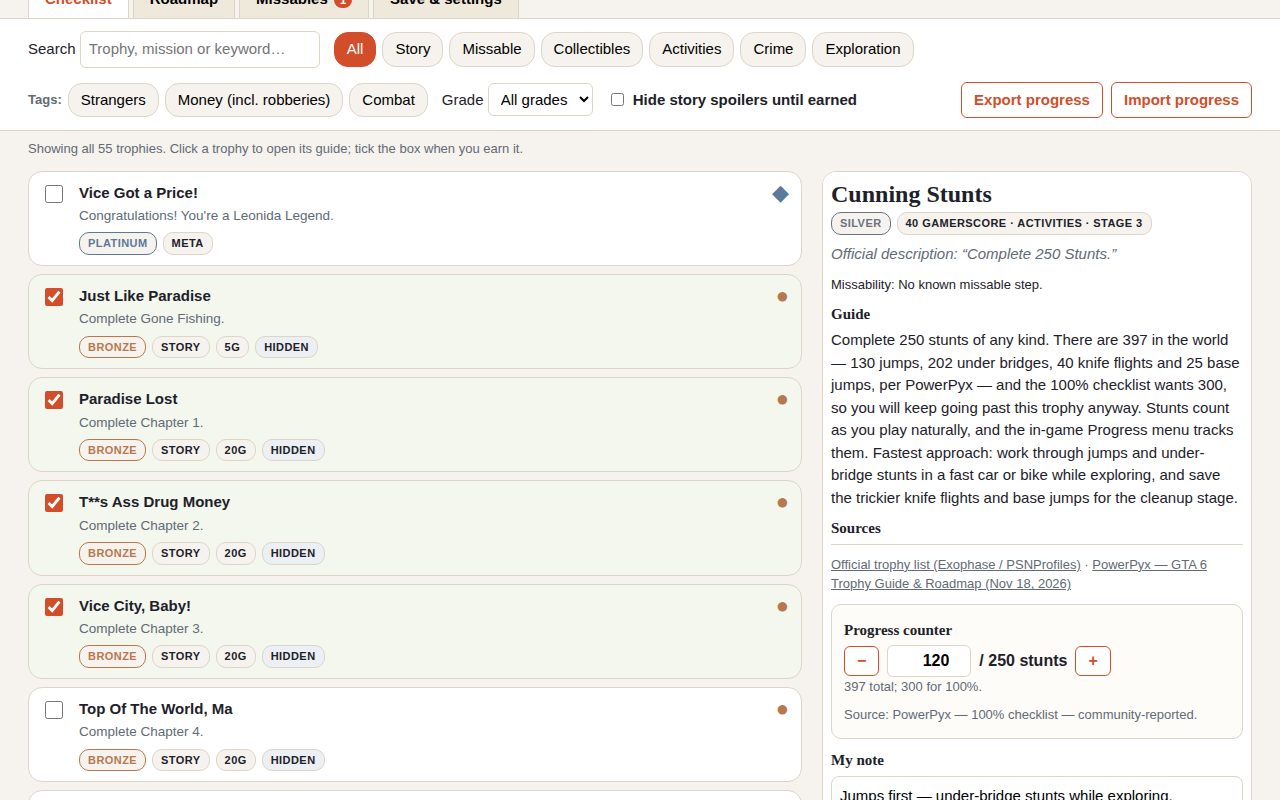 Checklist Roadmap Missables 1 Save & settings
Search Trophy, mission or keyword… All Story Missable Collectibles Activities Crime Exploration
Tags: Strangers Money (incl. robberies) Combat Grade All grades Hide story spoilers until earned Export progress Import progress
Showing all 55 trophies. Click a trophy to open its guide; tick the box when you earn it.
Vice Got a Price!
Congratulations! You're a Leonida Legend.
PLATINUM META
Just Like Paradise
Complete Gone Fishing.
BRONZE STORY 5G HIDDEN
Paradise Lost
Complete Chapter 1.
BRONZE STORY 20G HIDDEN
T**s Ass Drug Money
Complete Chapter 2.
BRONZE STORY 20G HIDDEN
Vice City, Baby!
Complete Chapter 3.
BRONZE STORY 20G HIDDEN
Top Of The World, Ma
Complete Chapter 4.
BRONZE STORY 20G HIDDEN
Cunning Stunts
SILVER 40 GAMERSCORE · ACTIVITIES · STAGE 3
Official description: “Complete 250 Stunts.”
Missability: No known missable step.
Guide
Complete 250 stunts of any kind. There are 397 in the world
— 130 jumps, 202 under bridges, 40 knife flights and 25 base
jumps, per PowerPyx — and the 100% checklist wants 300,
so you will keep going past this trophy anyway. Stunts count
as you play naturally, and the in-game Progress menu tracks
them. Fastest approach: work through jumps and under-
bridge stunts in a fast car or bike while exploring, and save
the trickier knife flights and base jumps for the cleanup stage.
Sources
Official trophy list (Exophase / PSNProfiles) · PowerPyx — GTA 6
Trophy Guide & Roadmap (Nov 18, 2026)
Progress counter
− 120 / 250 stunts +
397 total; 300 for 100%.
Source: PowerPyx — 100% checklist — community-reported.
My note
Jumps first — under-bridge stunts while exploring.